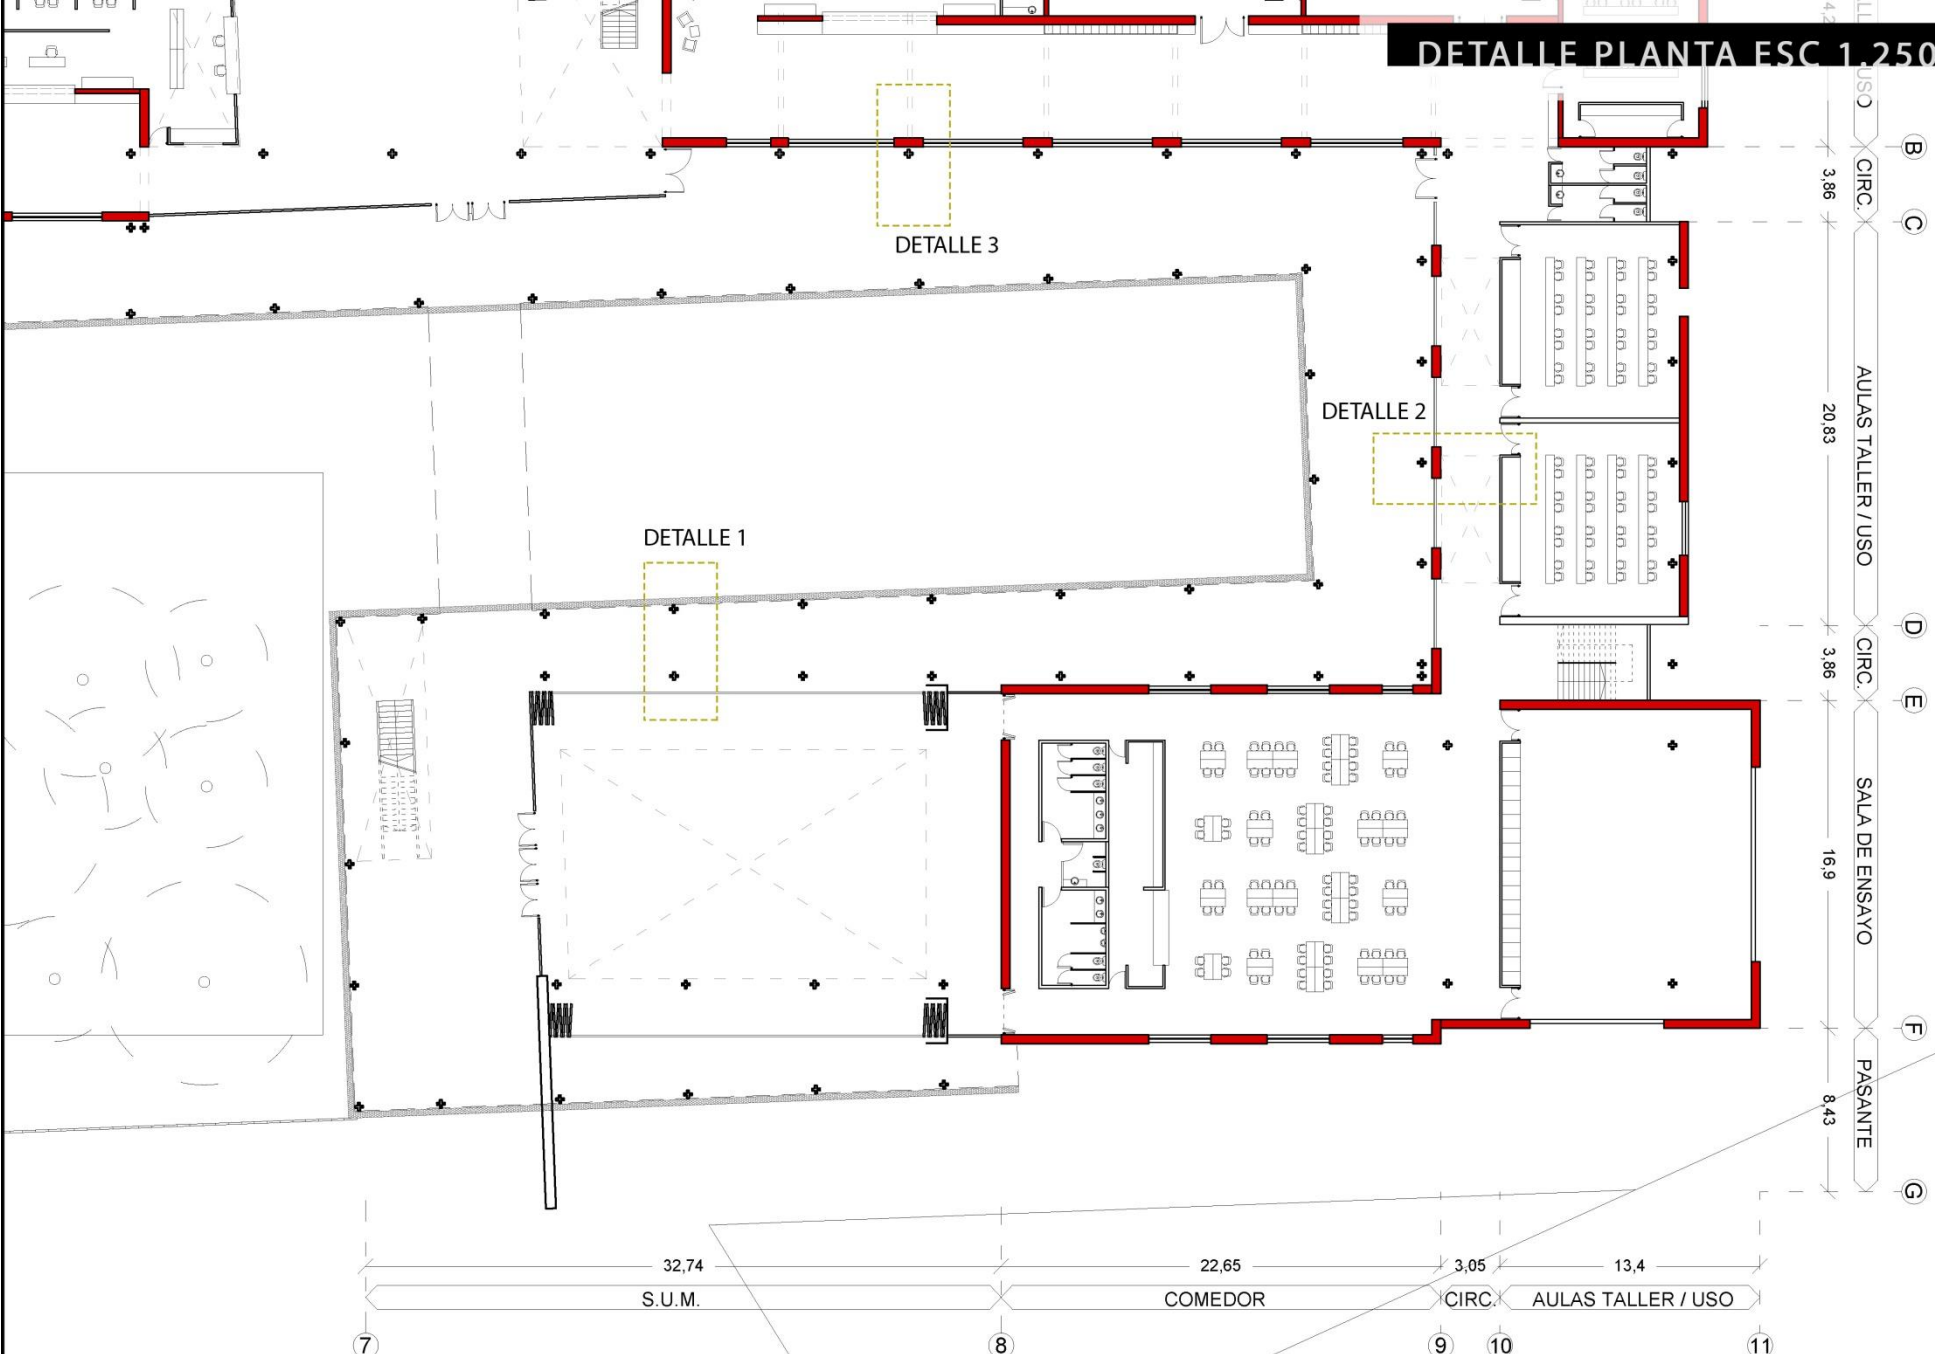 DETALLE PLANTA ESC 1.250
USO
B
CIRC.
3,86
C
DETALLE 3
AULAS TALLER / USO
20,83
DETALLE 2
DETALLE 1
D
CIRC.
3,86
E
SALA DE ENSAYO
16,9
F
PASANTE
8,43
G
32,74
22,65
3,05
13,4
S.U.M.
COMEDOR
CIRC.
AULAS TALLER / USO
7
8
9
10
11